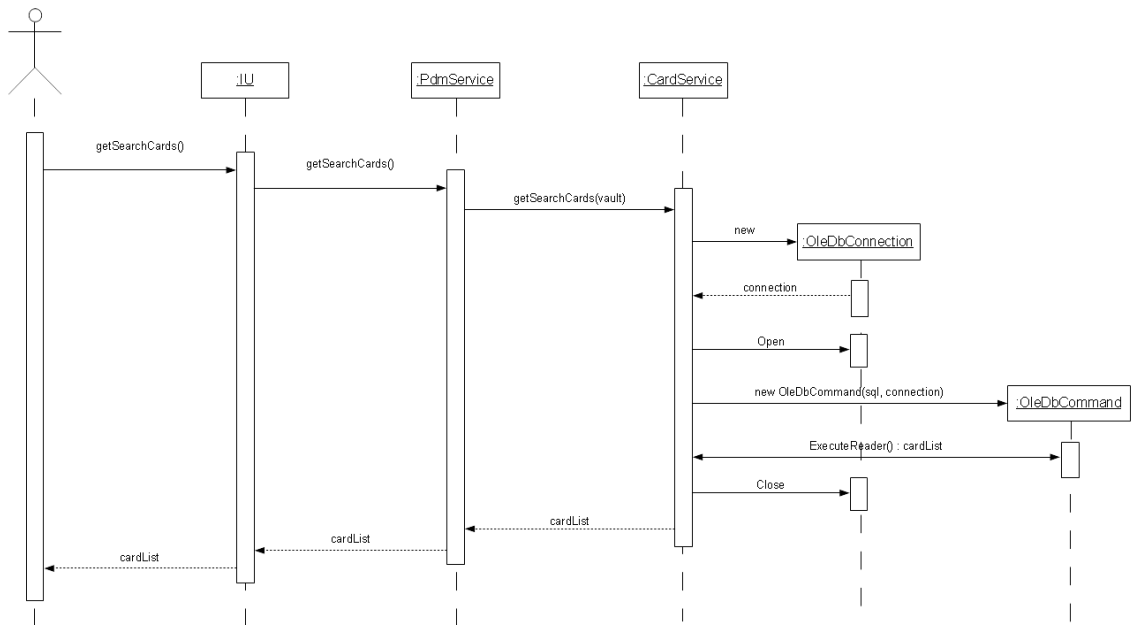 :IU
:PdmService
:CardService
getSearchCards()
getSearchCards()
getSearchCards(vault)
new
:OleDbConnection
connection
Open
new OleDbCommand(sql, connection)
:OleDbCommand
ExecuteReader() : cardList
Close
cardList
cardList
cardList